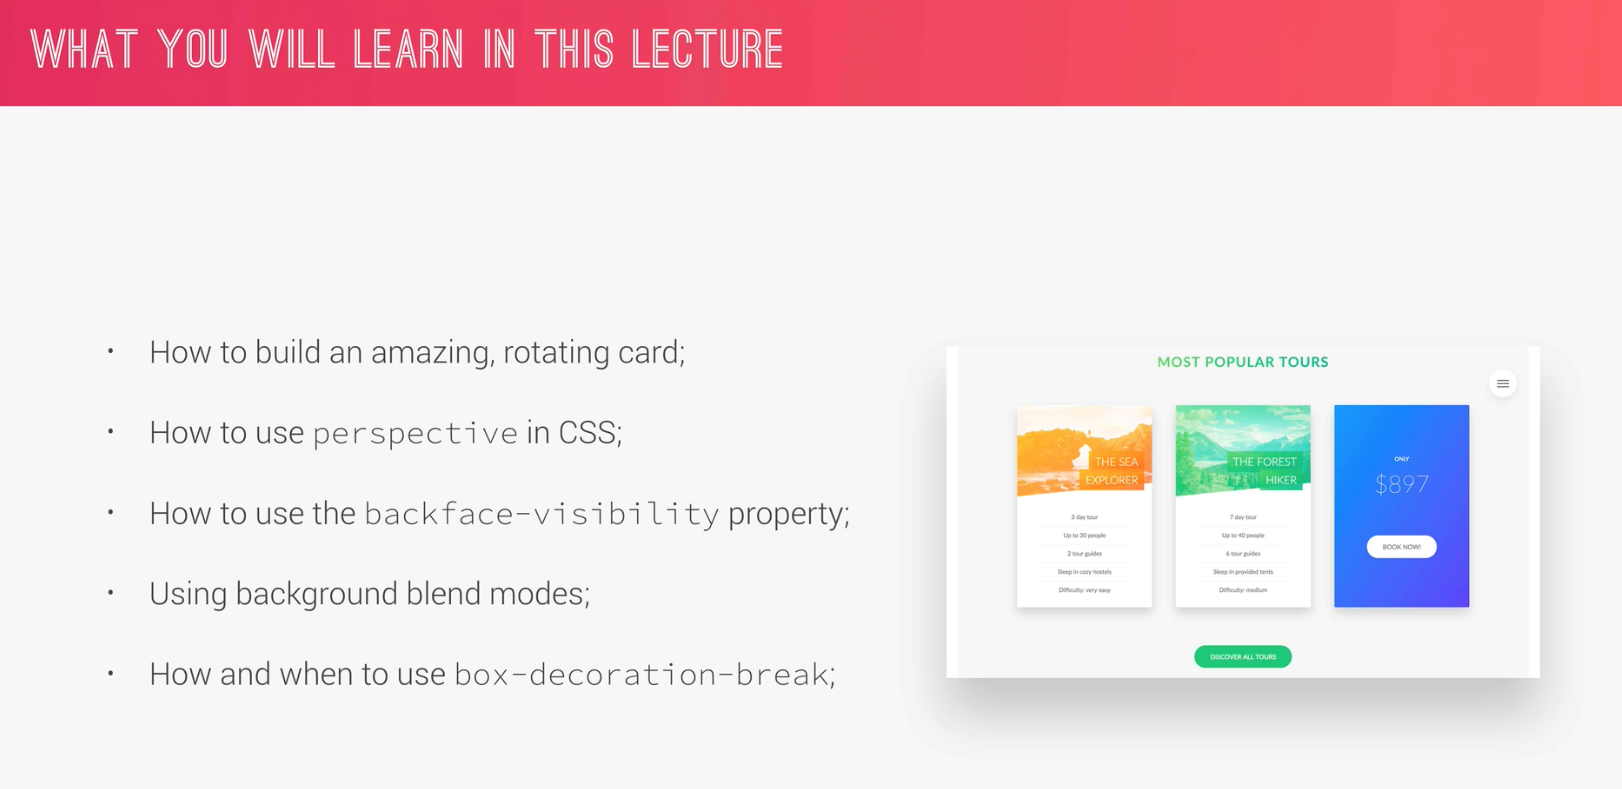 WHAT YOU WILL LEARN IN THIS LECTURE
• How to build an amazing, rotating card;
• How to use perspective in CSS;
• How to use the backface-visibility property;
• Using background blend modes;
• How and when to use box-decoration-break;
MOST POPULAR TOURS
THE SEA
EXPLORER
3 day tour
Up to 30 people
2 tour guides
Sleep in cozy hostels
Difficulty: very easy
THE FOREST
HIKER
7 day tour
Up to 40 people
6 tour guides
Sleep in provided tents
Difficulty: medium
ONLY
$897
BOOK NOW!
DISCOVER ALL TOURS